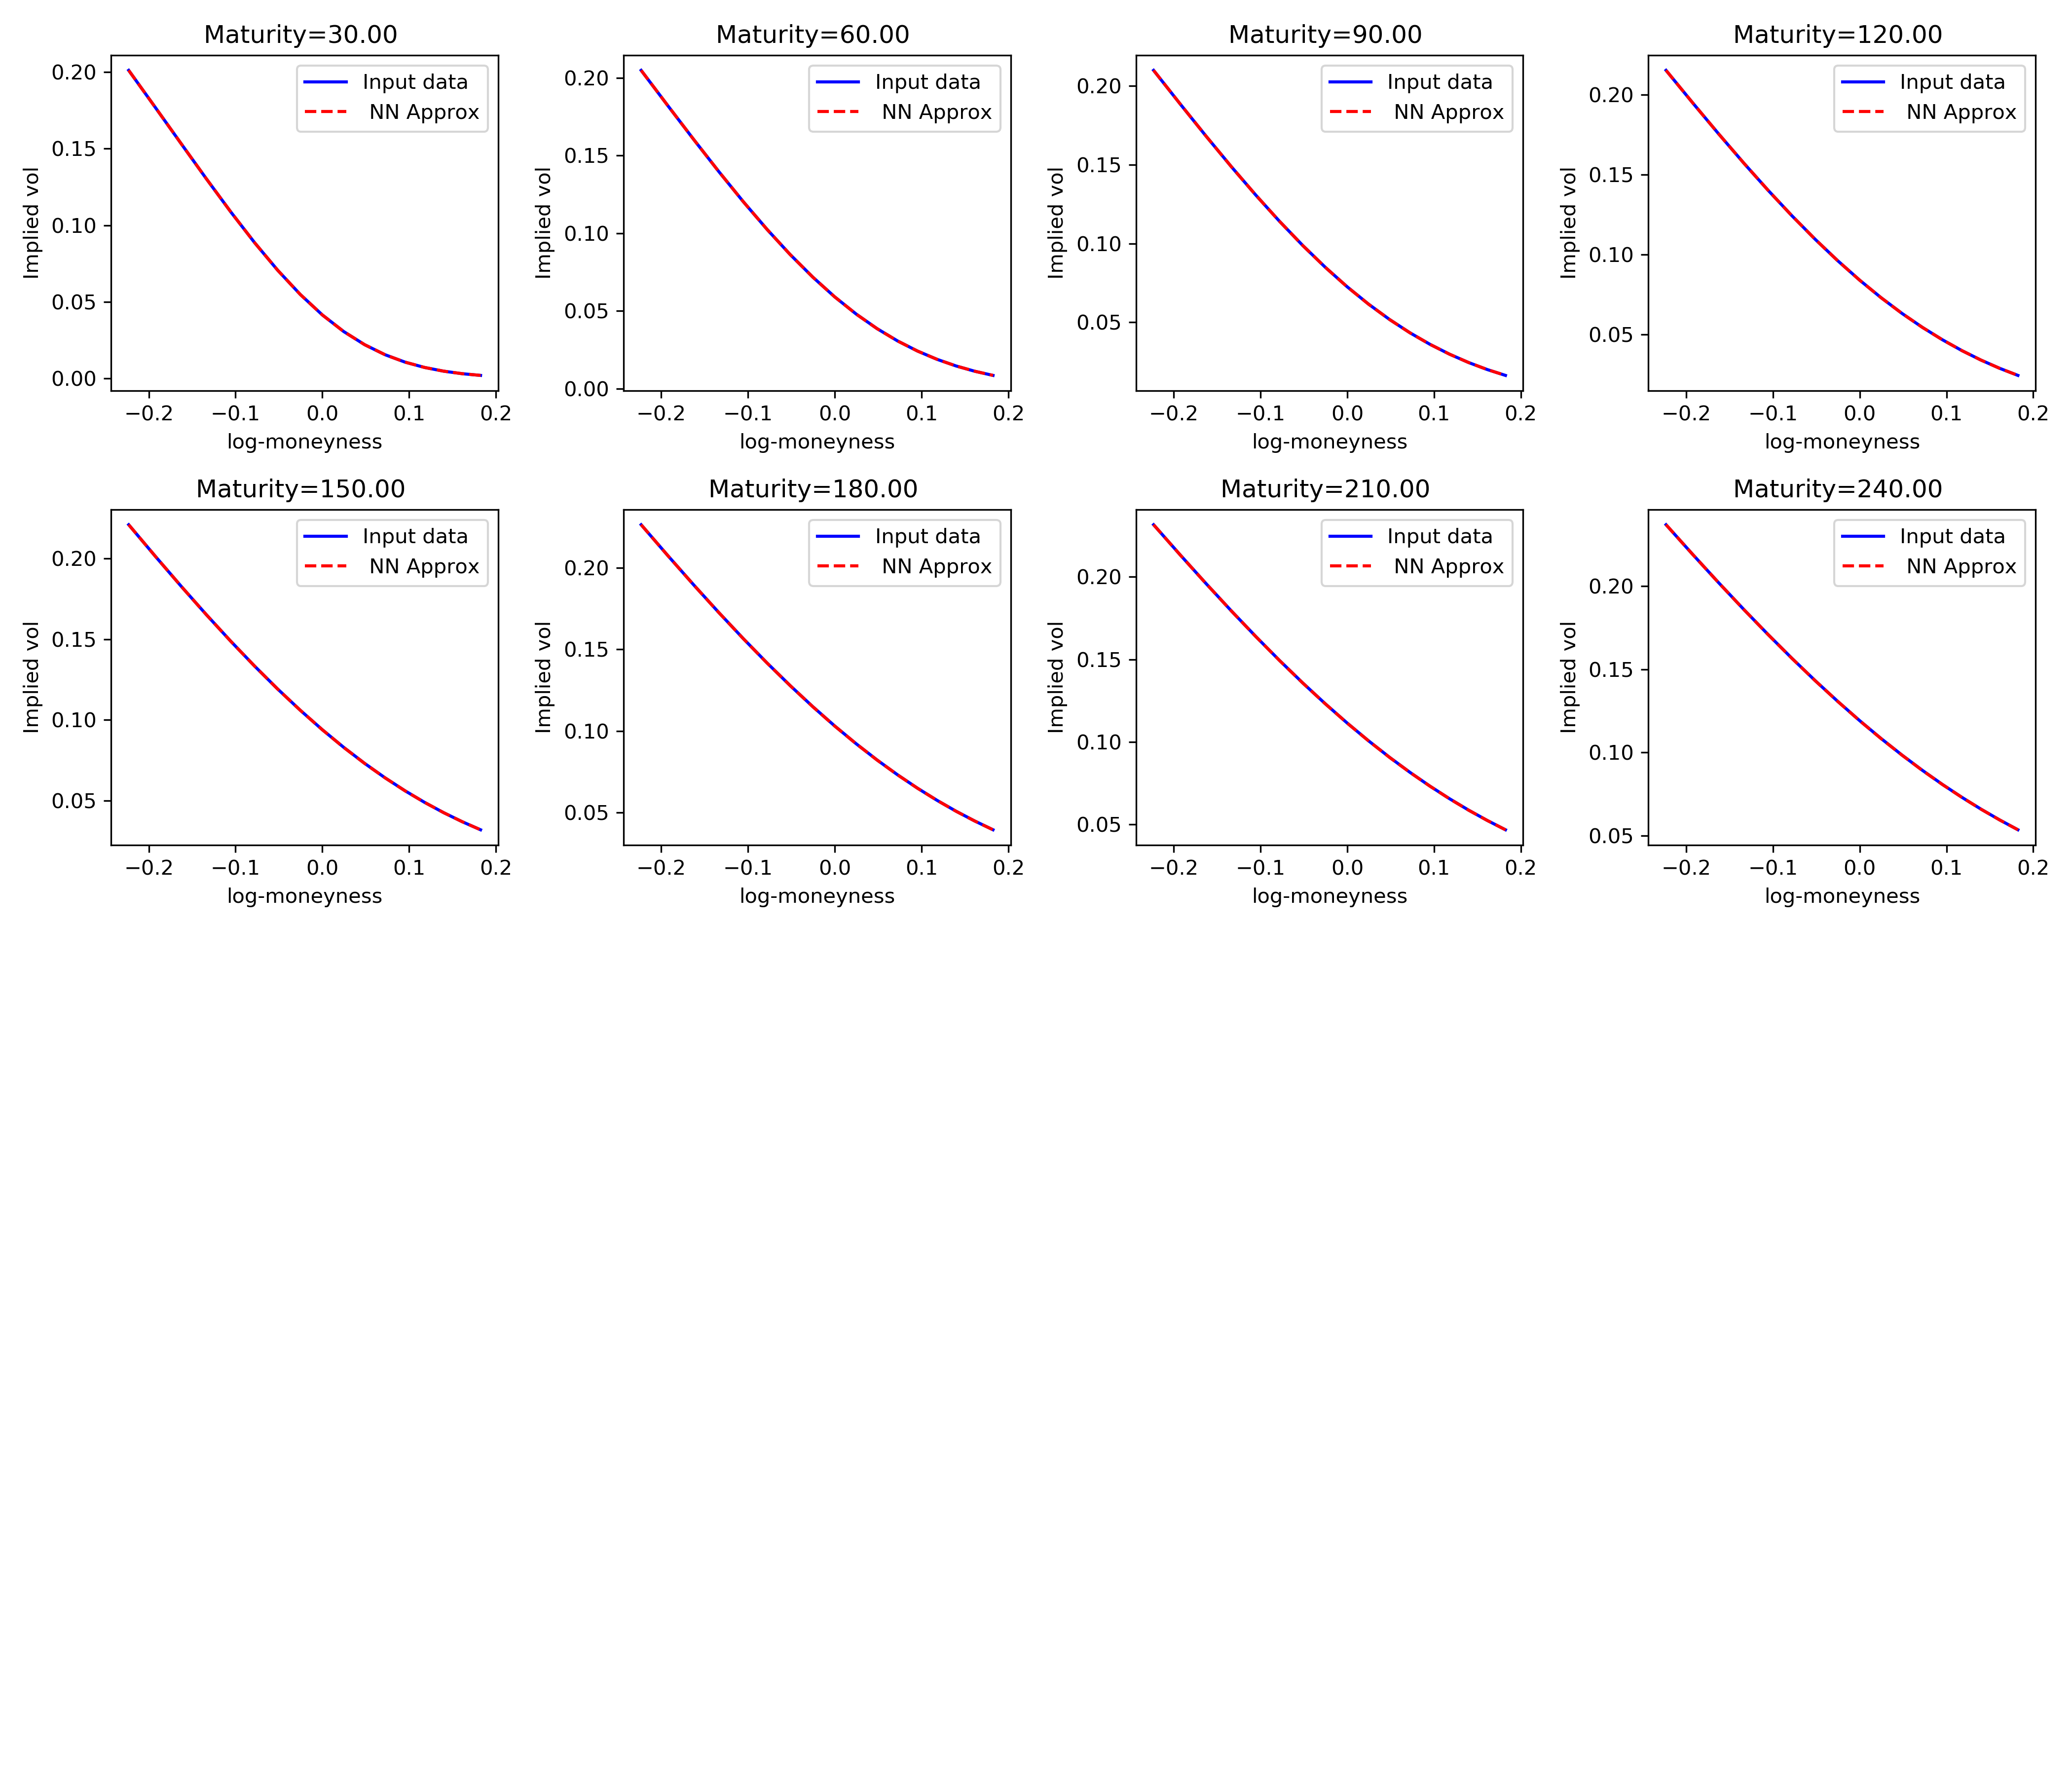 Maturity=30.00
0.20
0.15
0.10
0.05
0.00
Implied vol
Input data
NN Approx
−0.2 −0.1 0.0 0.1 0.2
log-moneyness
Maturity=60.00
0.20
0.15
0.10
0.05
0.00
Implied vol
Input data
NN Approx
−0.2 −0.1 0.0 0.1 0.2
log-moneyness
Maturity=90.00
0.20
0.15
0.10
0.05
Implied vol
Input data
NN Approx
−0.2 −0.1 0.0 0.1 0.2
log-moneyness
Maturity=120.00
0.20
0.15
0.10
0.05
Implied vol
Input data
NN Approx
−0.2 −0.1 0.0 0.1 0.2
log-moneyness
Maturity=150.00
0.20
0.15
0.10
0.05
Implied vol
Input data
NN Approx
−0.2 −0.1 0.0 0.1 0.2
log-moneyness
Maturity=180.00
0.20
0.15
0.10
0.05
Implied vol
Input data
NN Approx
−0.2 −0.1 0.0 0.1 0.2
log-moneyness
Maturity=210.00
0.20
0.15
0.10
0.05
Implied vol
Input data
NN Approx
−0.2 −0.1 0.0 0.1 0.2
log-moneyness
Maturity=240.00
0.20
0.15
0.10
0.05
Implied vol
Input data
NN Approx
−0.2 −0.1 0.0 0.1 0.2
log-moneyness